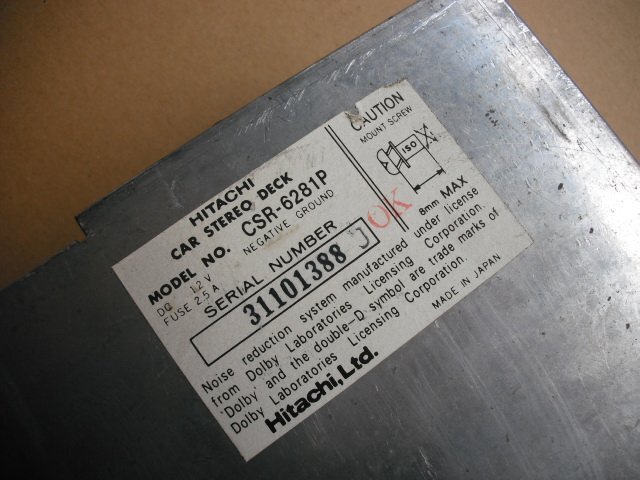 HITACHI
CAR STEREO DECK
MODEL NO. CSR-6281P
DC 12 V NEGATIVE GROUND
FUSE 2.5 A
SERIAL NUMBER
31101388 J
OK
CAUTION
MOUNT SCREW
ISO
8mm MAX
Noise reduction system manufactured under license
from Dolby Laboratories Licensing Corporation.
'Dolby' and the double-D symbol are trade marks of
Dolby Laboratories Licensing Corporation.
Hitachi, Ltd.
MADE IN JAPAN